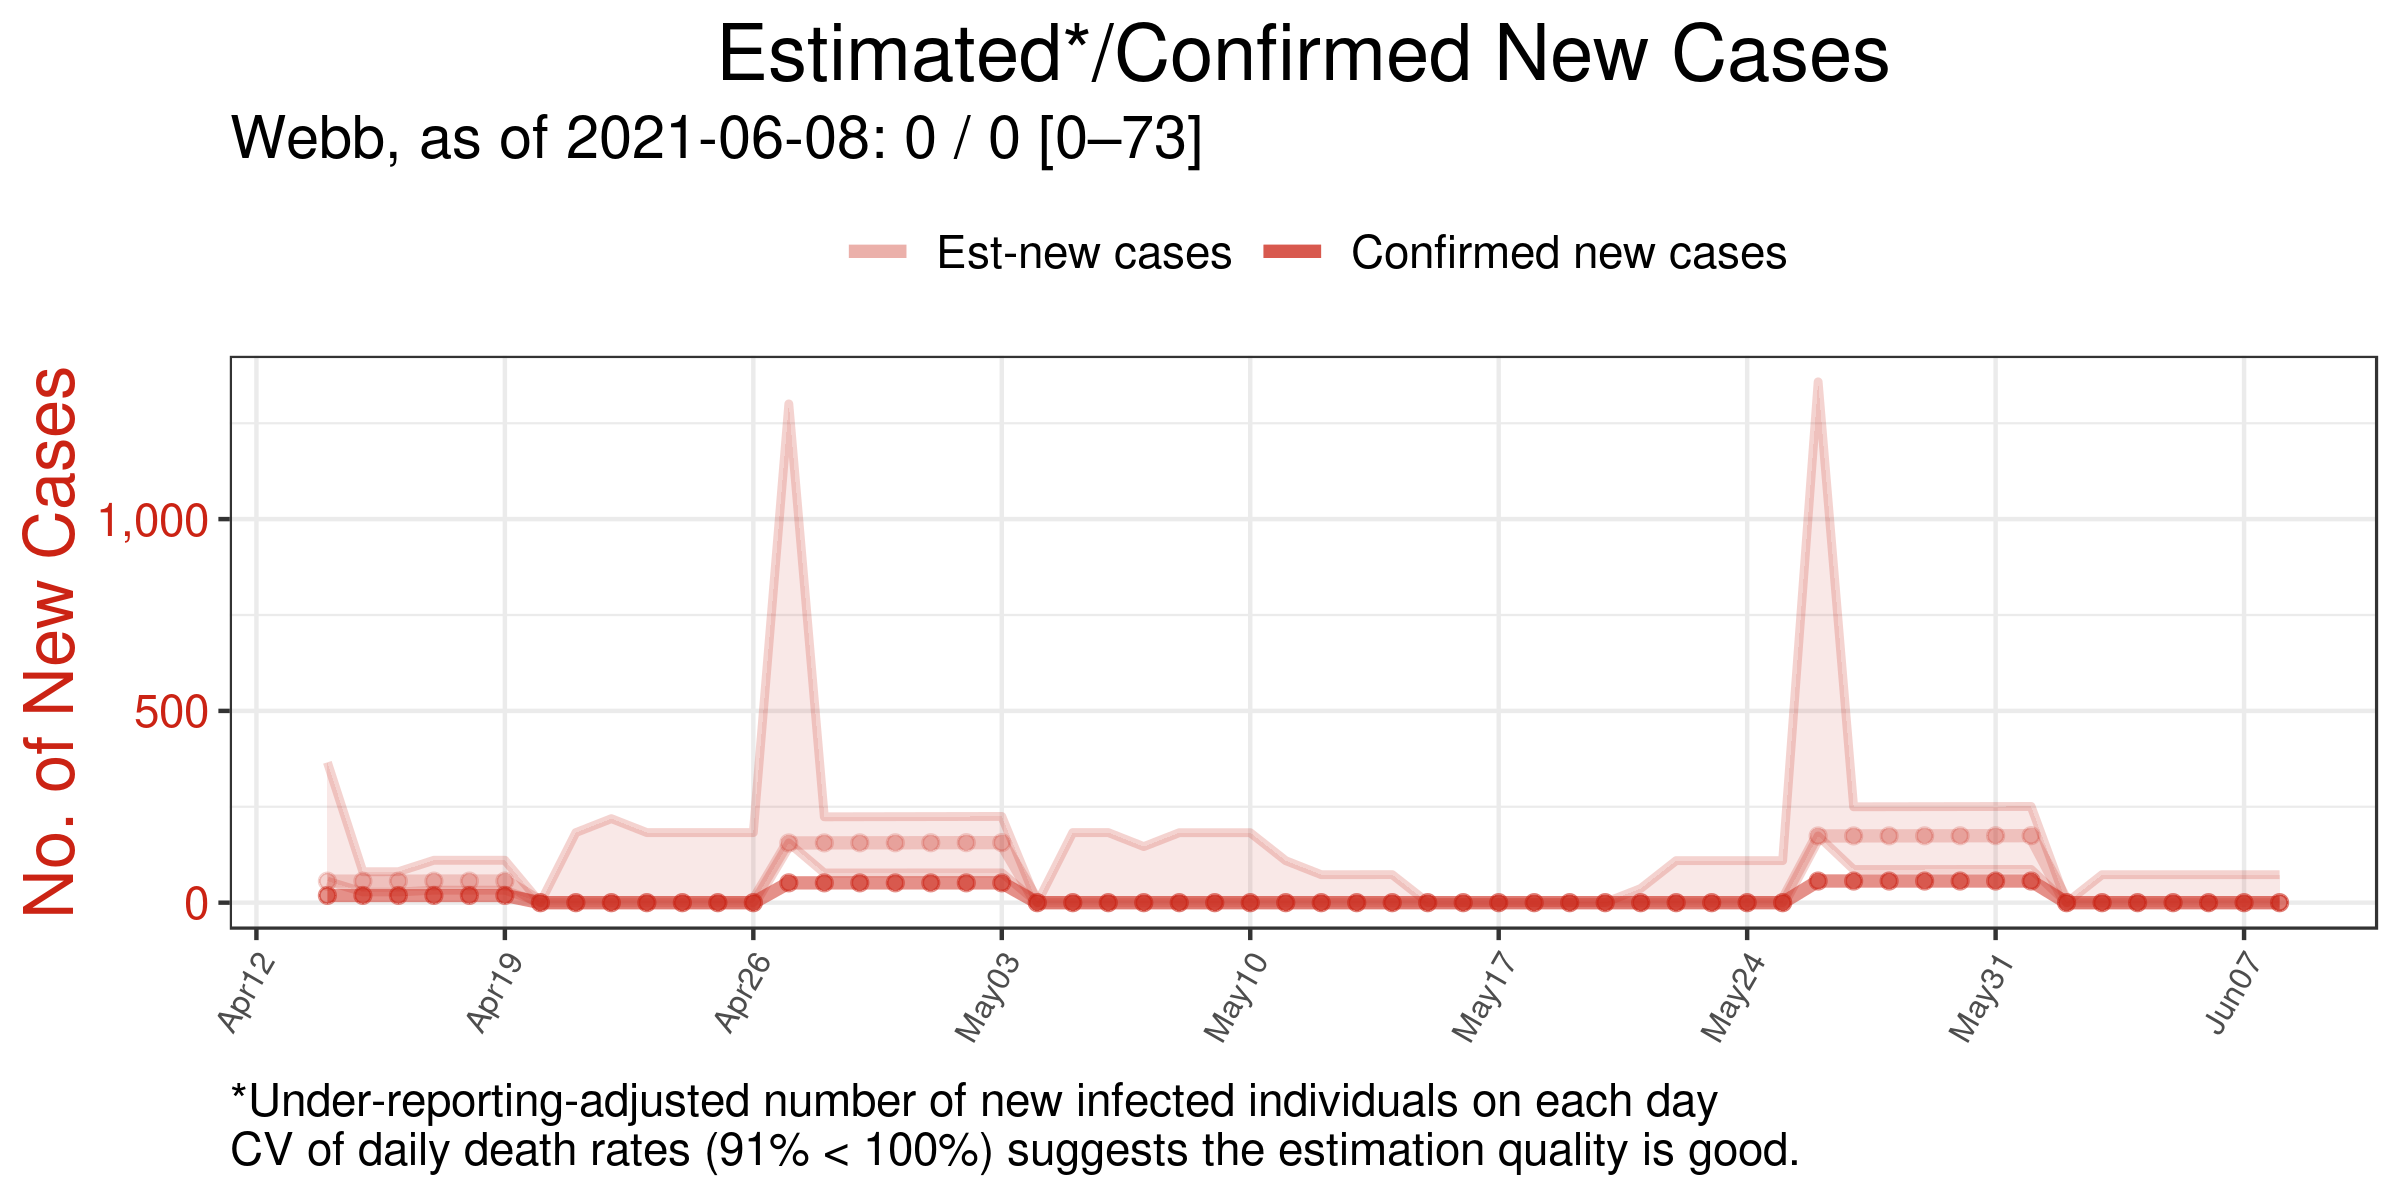 Estimated*/Confirmed New Cases
Webb, as of 2021-06-08: 0 / 0 [0–73]
Est-new cases Confirmed new cases
No. of New Cases
1,000
500
0
Apr12 Apr19 Apr26 May03 May10 May17 May24 May31 Jun07
*Under-reporting-adjusted number of new infected individuals on each day
CV of daily death rates (91% < 100%) suggests the estimation quality is good.